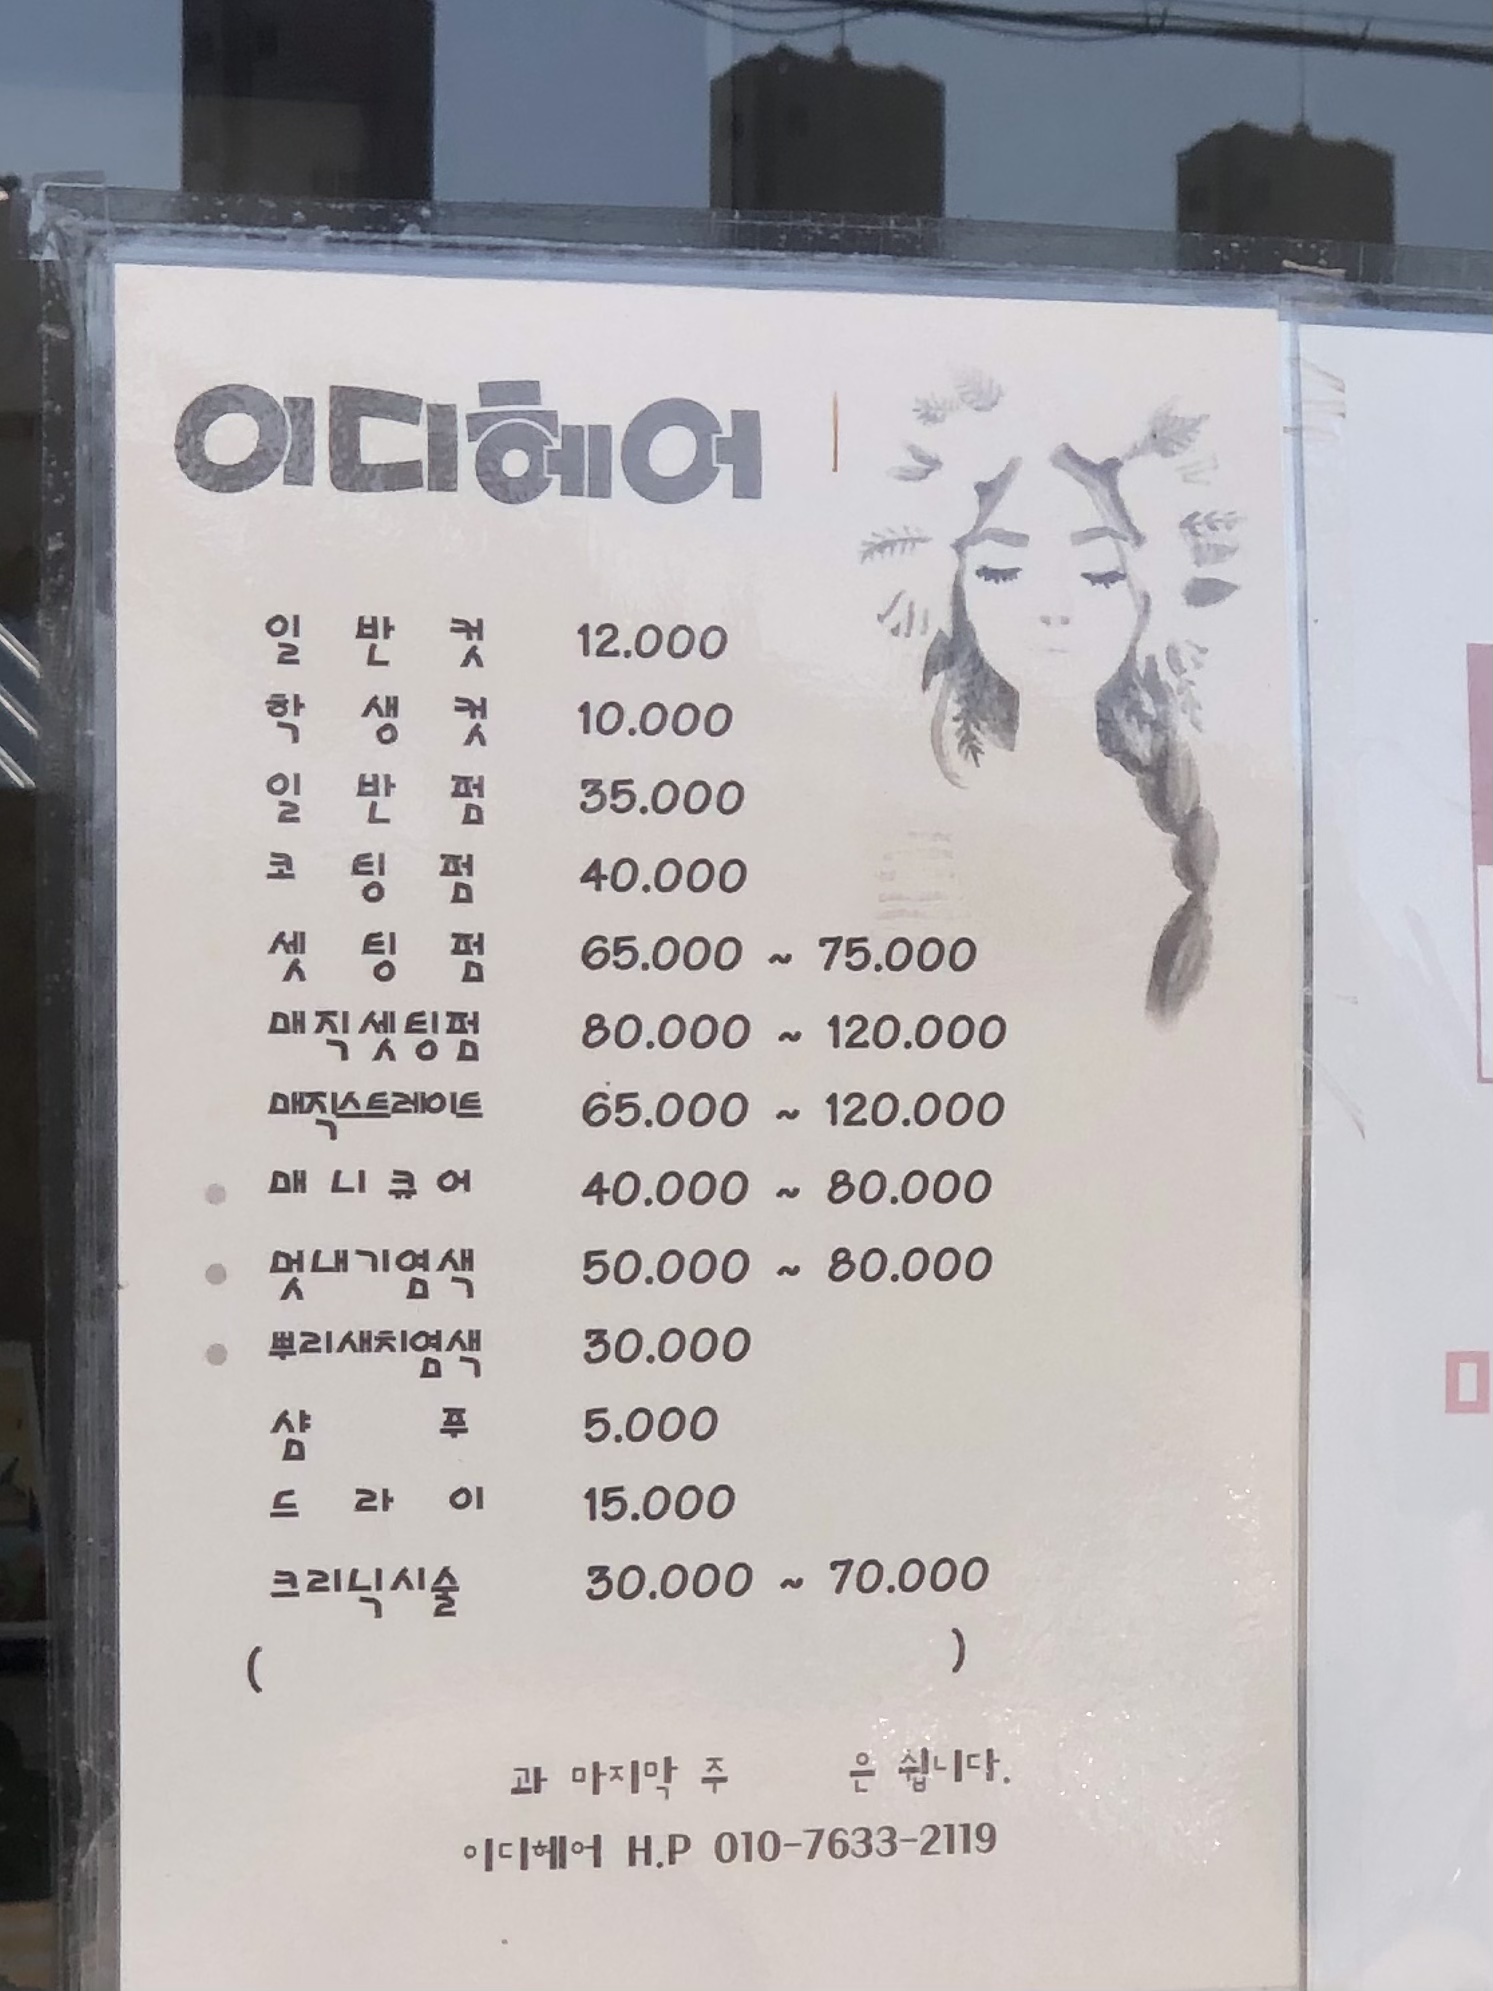 이디헤어
일 반 컷 12.000
학 생 컷 10.000
일 반 펌 35.000
코 팅 펌 40.000
셋 팅 펌 65.000 ~ 75.000
매직셋팅펌 80.000 ~ 120.000
매직스트레이트 65.000 ~ 120.000
매니큐어 40.000 ~ 80.000
멋내기염색 50.000 ~ 80.000
뿌리새치염색 30.000
샴 푸 5.000
드 라 이 15.000
크리닉시술 30.000 ~ 70.000
( )
과 마지막 주 은 쉽니다.
이디헤어 H.P 010-7633-2119